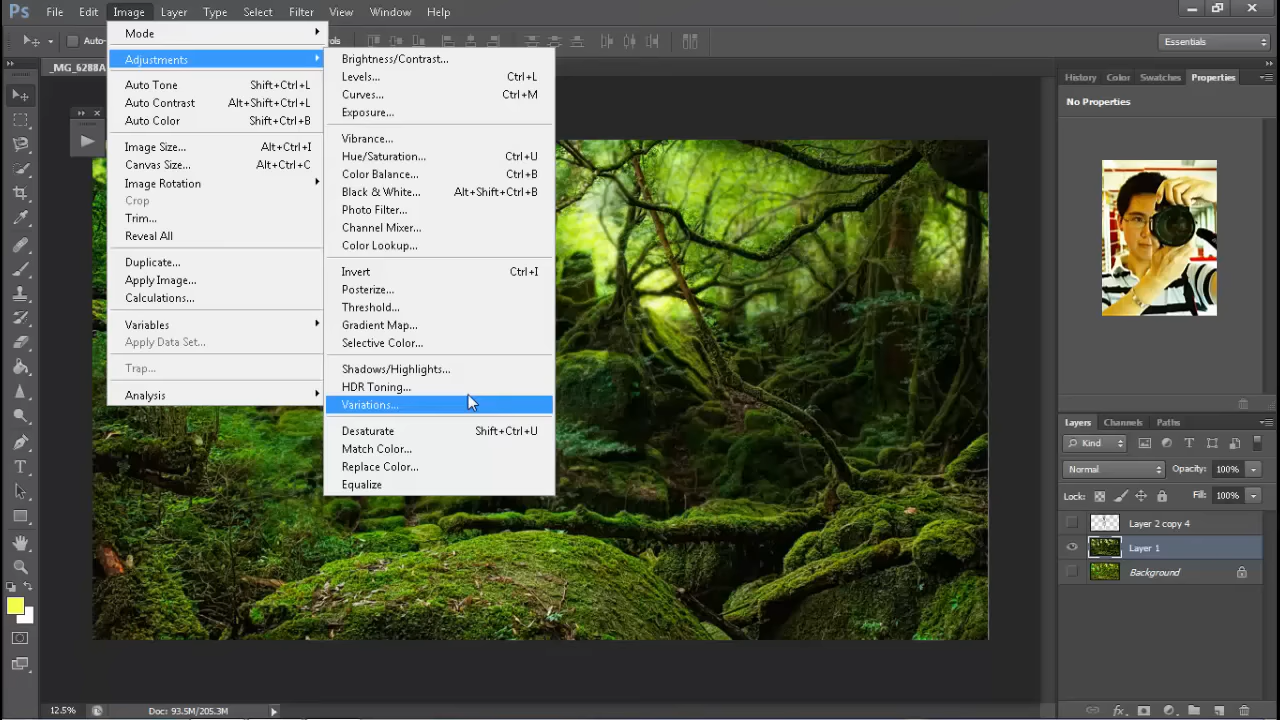 Ps File Edit Image Layer Type Select Filter View Window Help
Auto-
Essentials
_MG_6288A
Mode
Adjustments
Auto Tone Shift+Ctrl+L
Auto Contrast Alt+Shift+Ctrl+L
Auto Color Shift+Ctrl+B
Image Size... Alt+Ctrl+I
Canvas Size... Alt+Ctrl+C
Image Rotation
Crop
Trim...
Reveal All
Duplicate...
Apply Image...
Calculations...
Variables
Apply Data Set...
Trap...
Analysis
Brightness/Contrast...
Levels... Ctrl+L
Curves... Ctrl+M
Exposure...
Vibrance...
Hue/Saturation... Ctrl+U
Color Balance... Ctrl+B
Black & White... Alt+Shift+Ctrl+B
Photo Filter...
Channel Mixer...
Color Lookup...
Invert Ctrl+I
Posterize...
Threshold...
Gradient Map...
Selective Color...
Shadows/Highlights...
HDR Toning...
Variations...
Desaturate Shift+Ctrl+U
Match Color...
Replace Color...
Equalize
History Color Swatches Properties
No Properties
Layers Channels Paths
Kind
Normal Opacity: 100%
Lock: Fill: 100%
Layer 2 copy 4
Layer 1
Background
12.5% Doc: 93.5M/205.3M